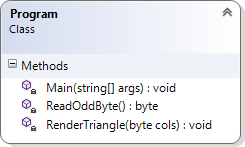 Program
Class
Methods
Main(string[] args) : void
ReadOddByte() : byte
RenderTriangle(byte cols) : void